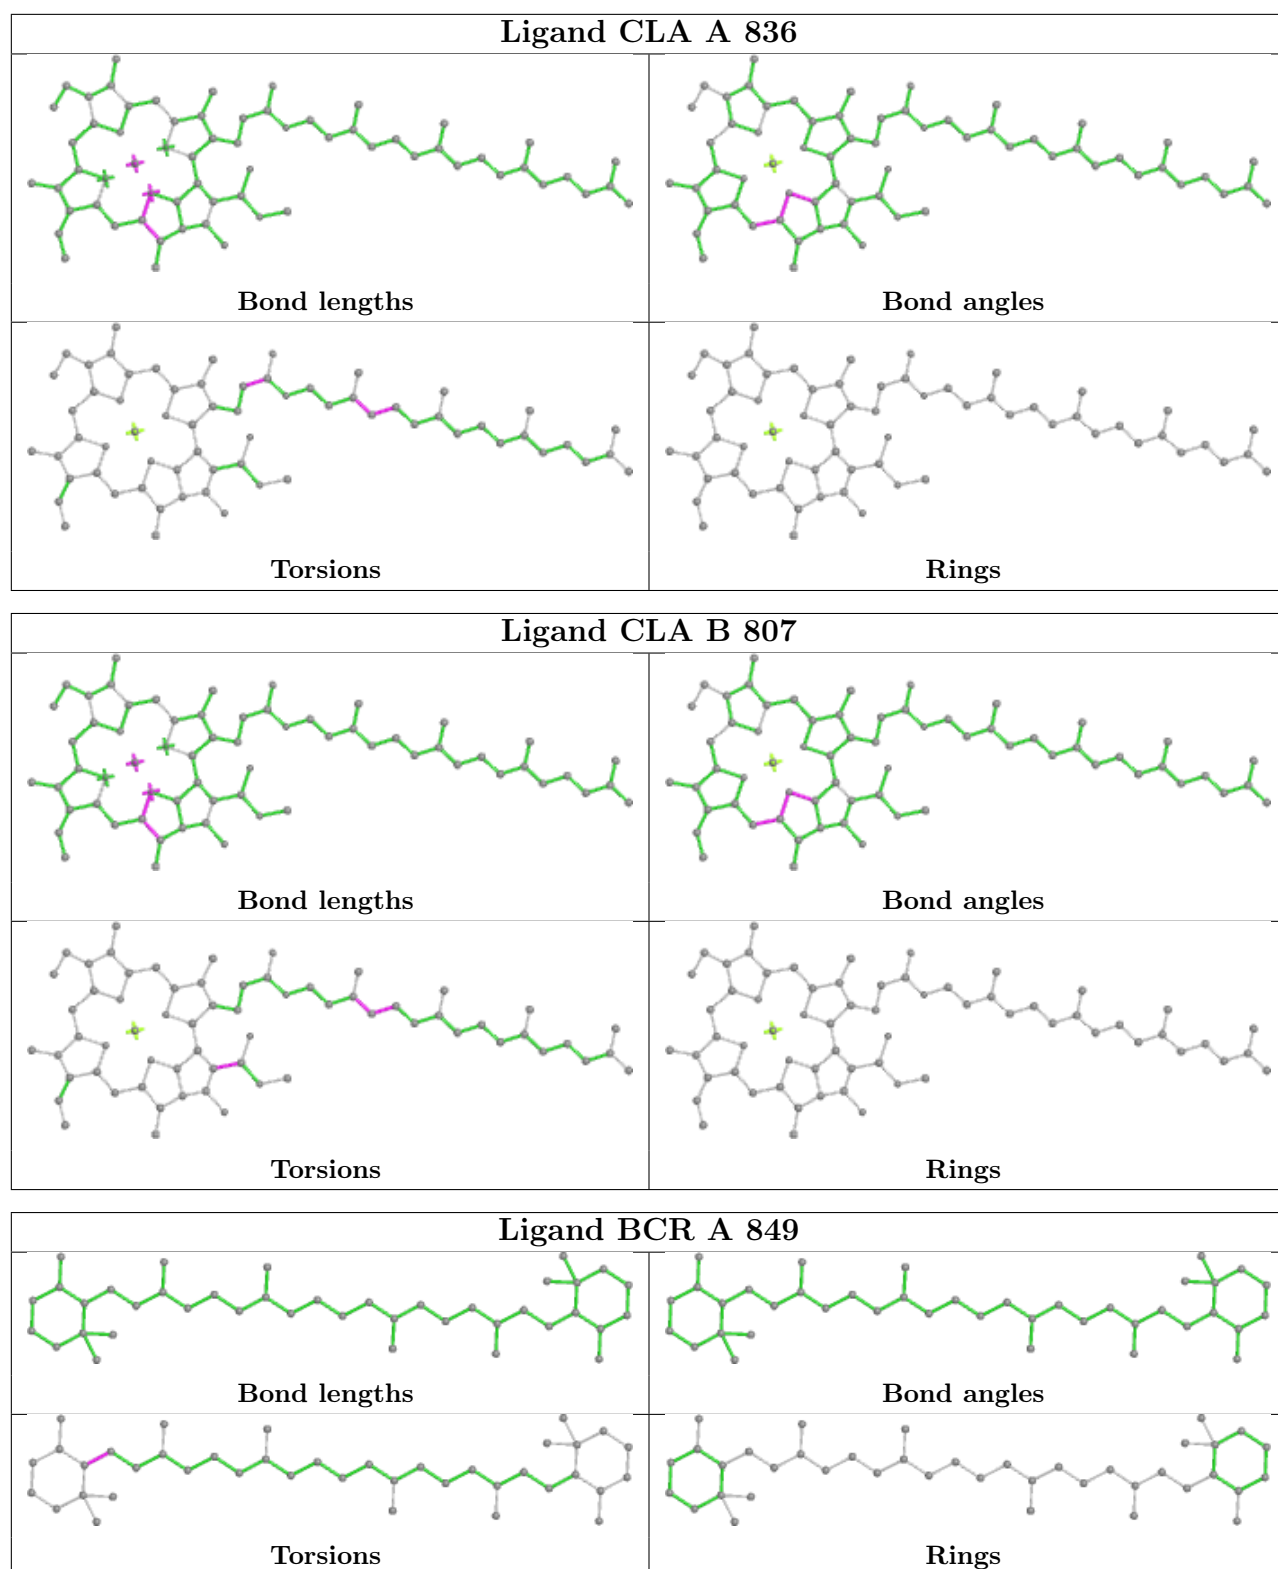 Ligand CLA A 836
Bond lengths
Bond angles
Torsions
Rings
Ligand CLA B 807
Bond lengths
Bond angles
Torsions
Rings
Ligand BCR A 849
Bond lengths
Bond angles
Torsions
Rings